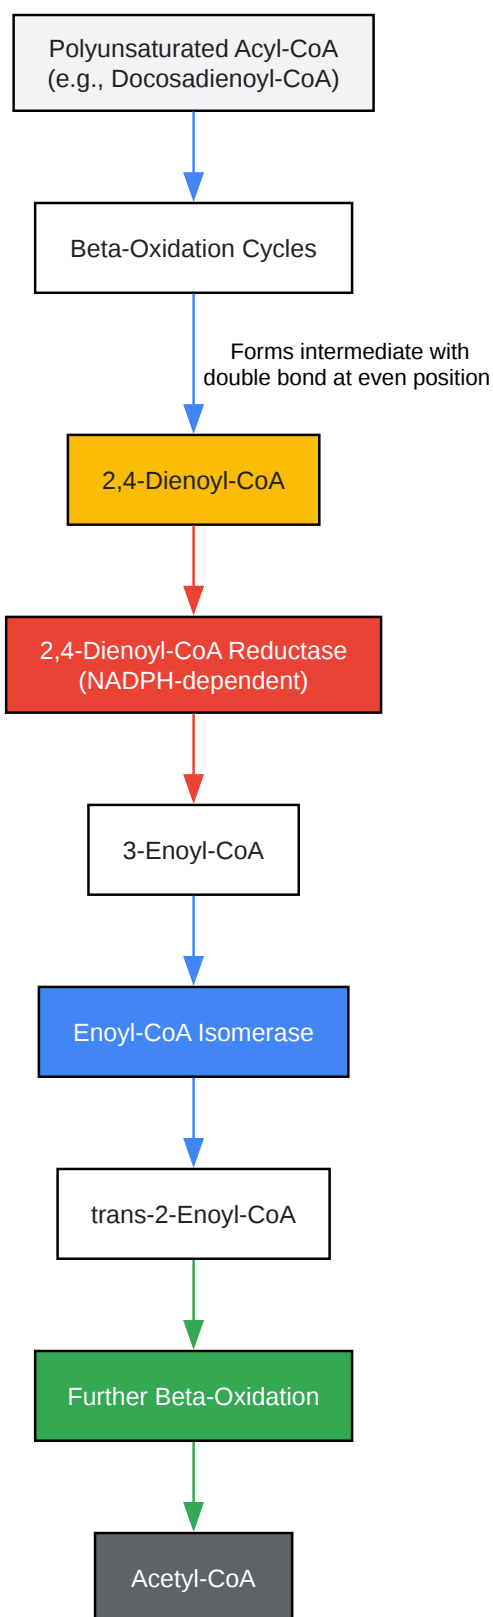 Polyunsaturated Acyl-CoA
(e.g., Docosadienoyl-CoA)
Beta-Oxidation Cycles
Forms intermediate with
double bond at even position
2,4-Dienoyl-CoA
2,4-Dienoyl-CoA Reductase
(NADPH-dependent)
3-Enoyl-CoA
Enoyl-CoA Isomerase
trans-2-Enoyl-CoA
Further Beta-Oxidation
Acetyl-CoA